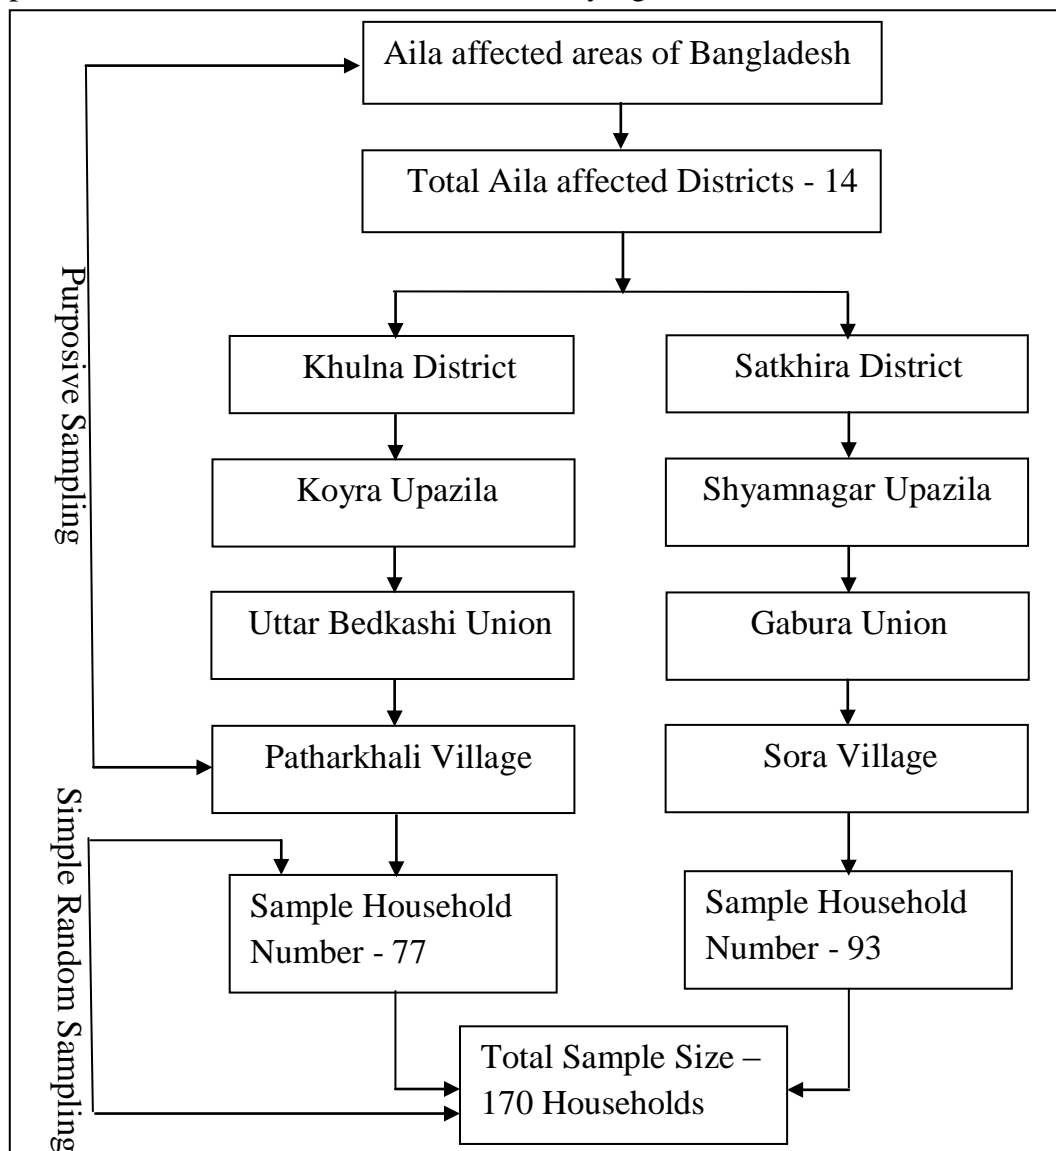 Aila affected areas of Bangladesh
Total Aila affected Districts - 14
Purposive Sampling
Khulna District
Satkhira District
Koyra Upazila
Shyamnagar Upazila
Uttar Bedkashi Union
Gabura Union
Patharkhali Village
Sora Village
Simple Random Sampling
Sample Household
Number - 77
Sample Household
Number - 93
Total Sample Size –
170 Households